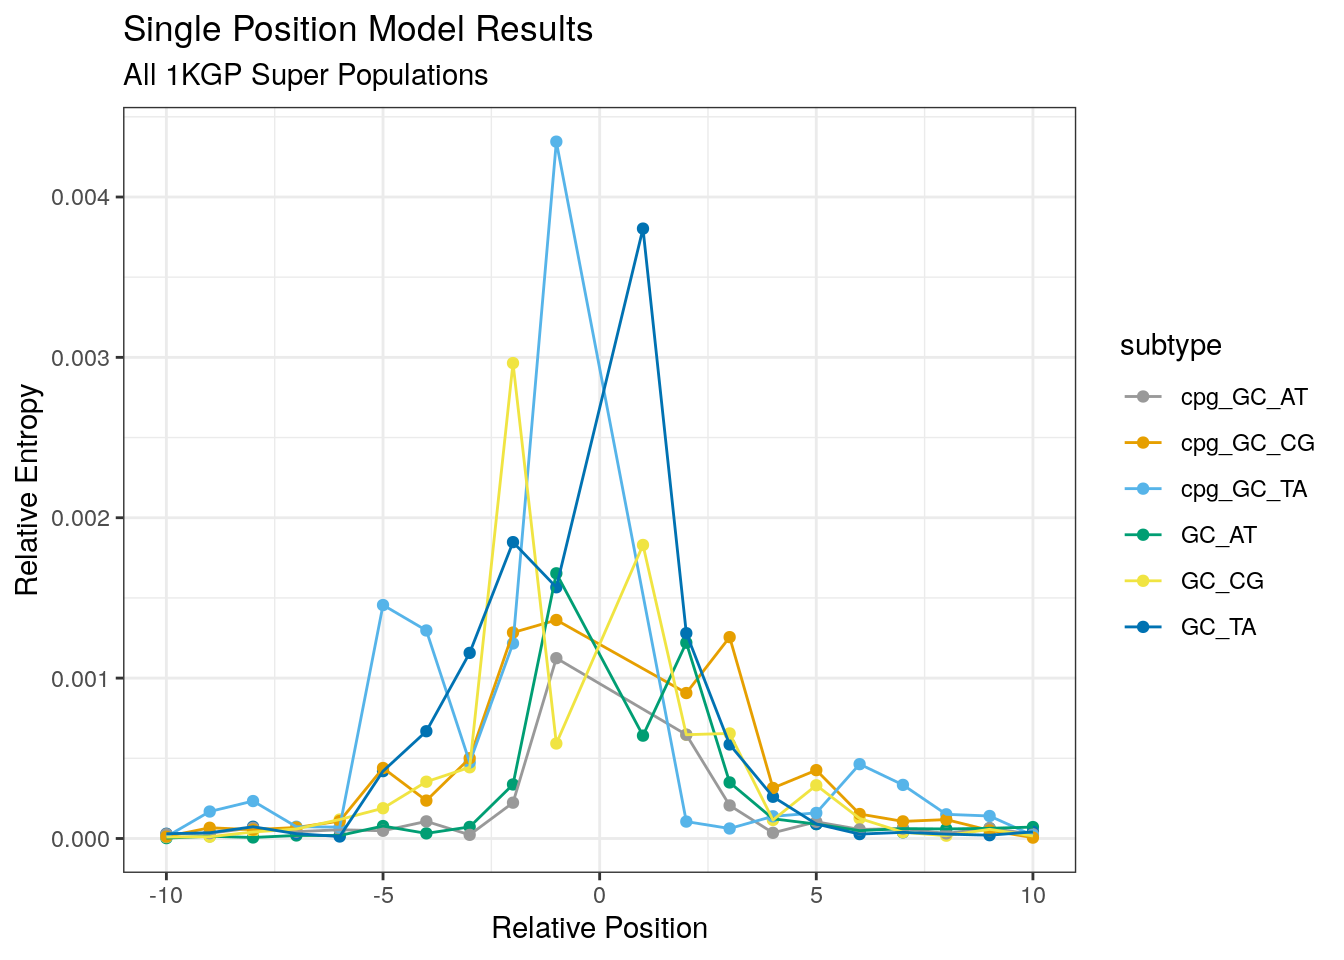 Single Position Model Results
All 1KGP Super Populations
Relative Entropy
0.004
0.003
0.002
0.001
0.000
-10
-5
0
5
10
Relative Position
subtype
cpg_GC_AT
cpg_GC_CG
cpg_GC_TA
GC_AT
GC_CG
GC_TA